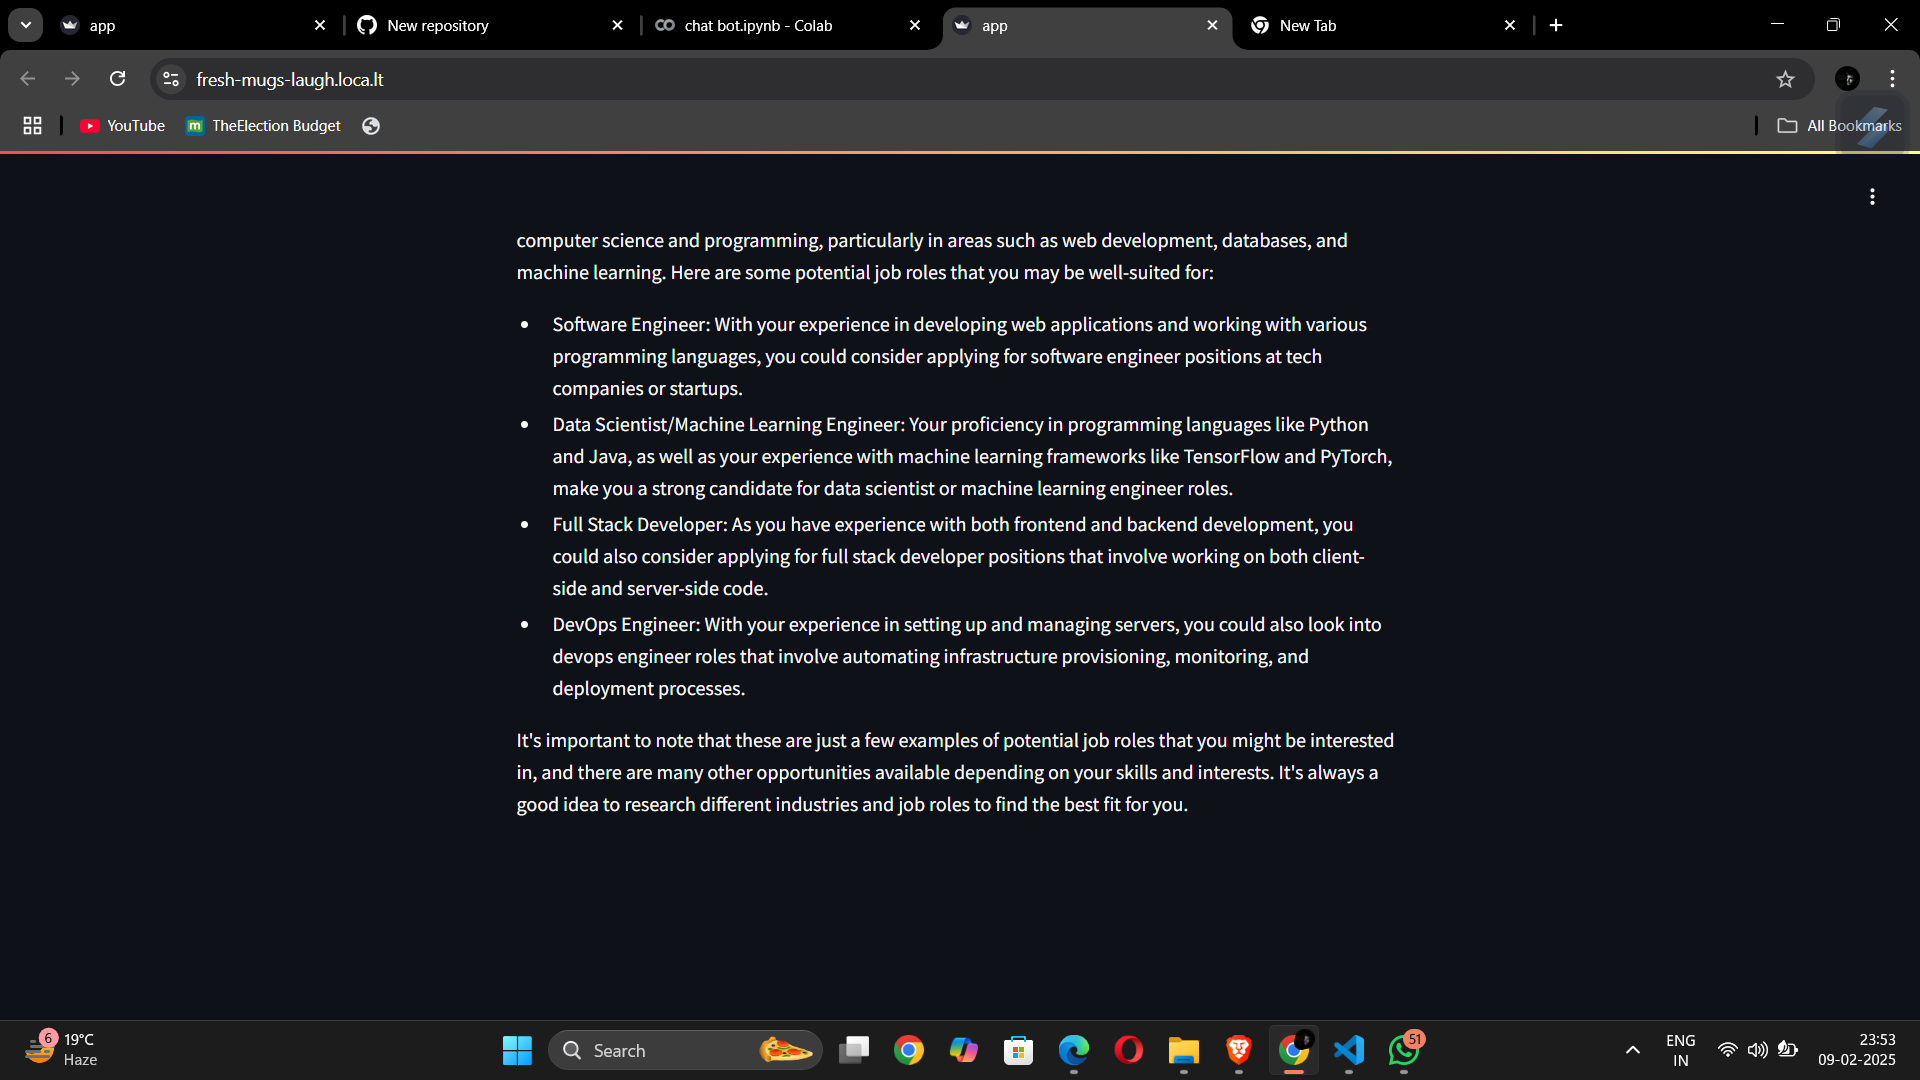 app
New repository
chat bot.ipynb - Colab
app
New Tab
fresh-mugs-laugh.loca.lt
YouTube
TheElection Budget
All Bookmarks
computer science and programming, particularly in areas such as web development, databases, and
machine learning. Here are some potential job roles that you may be well-suited for:
• Software Engineer: With your experience in developing web applications and working with various
programming languages, you could consider applying for software engineer positions at tech
companies or startups.
• Data Scientist/Machine Learning Engineer: Your proficiency in programming languages like Python
and Java, as well as your experience with machine learning frameworks like TensorFlow and PyTorch,
make you a strong candidate for data scientist or machine learning engineer roles.
• Full Stack Developer: As you have experience with both frontend and backend development, you
could also consider applying for full stack developer positions that involve working on both client-
side and server-side code.
• DevOps Engineer: With your experience in setting up and managing servers, you could also look into
devops engineer roles that involve automating infrastructure provisioning, monitoring, and
deployment processes.
It's important to note that these are just a few examples of potential job roles that you might be interested
in, and there are many other opportunities available depending on your skills and interests. It's always a
good idea to research different industries and job roles to find the best fit for you.
6
19°C
Haze
Search
51
ENG
IN
23:53
09-02-2025